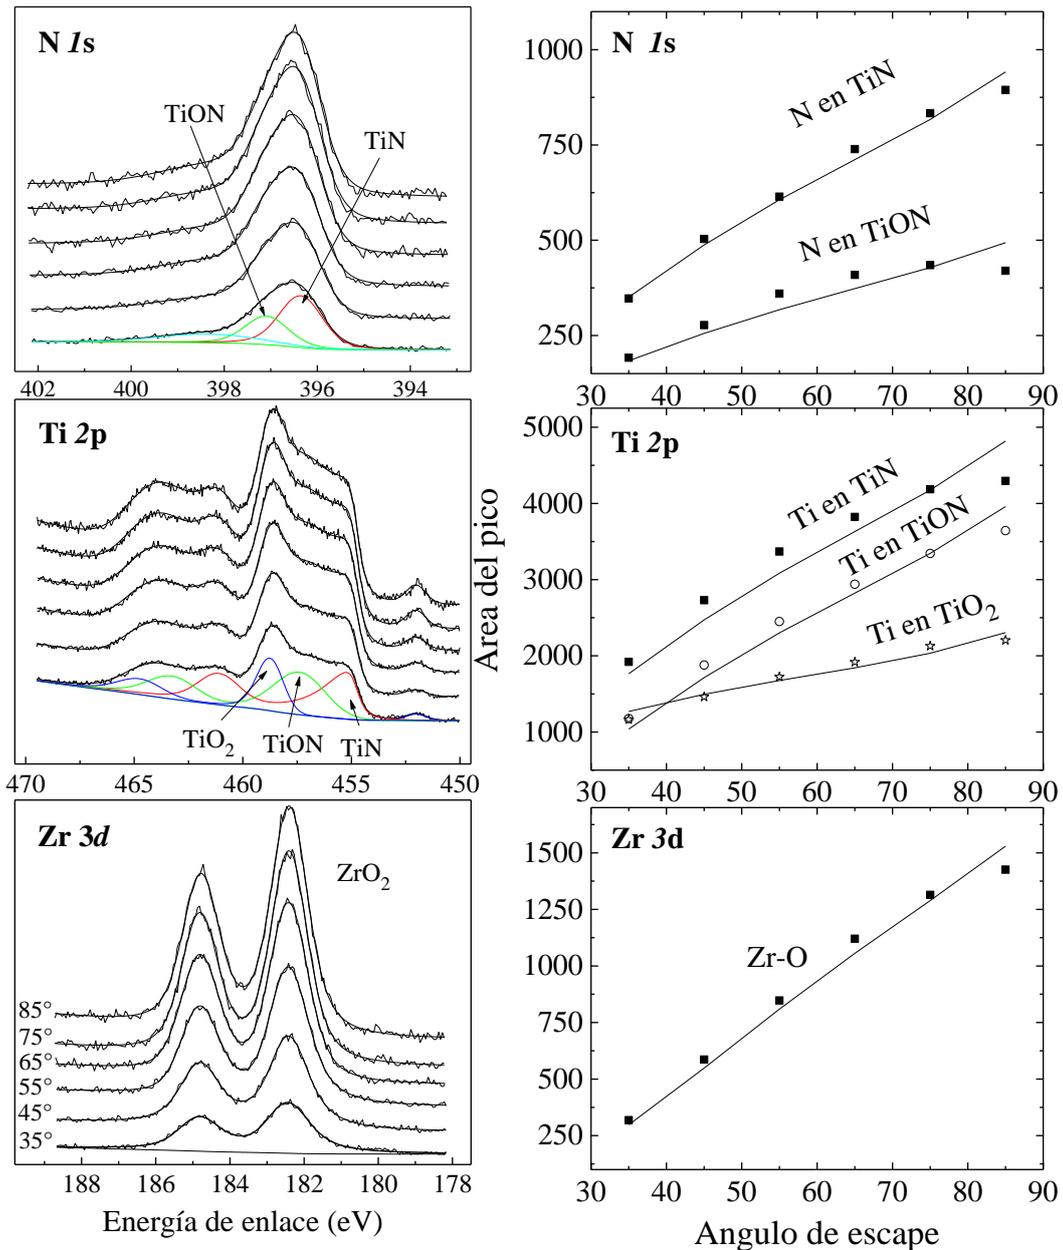 N 1s
TiON
TiN
402 400 398 396 394
N 1s
N en TiN
N en TiON
1000
750
500
250
30 40 50 60 70 80 90
Ti 2p
TiO2
TiON
TiN
470 465 460 455 450
Area del pico
Ti 2p
Ti en TiN
Ti en TiON
Ti en TiO2
5000
4000
3000
2000
1000
30 40 50 60 70 80 90
Zr 3d
ZrO2
85°
75°
65°
55°
45°
35°
188 186 184 182 180 178
Energía de enlace (eV)
Zr 3d
Zr-O
1500
1250
1000
750
500
250
30 40 50 60 70 80 90
Angulo de escape